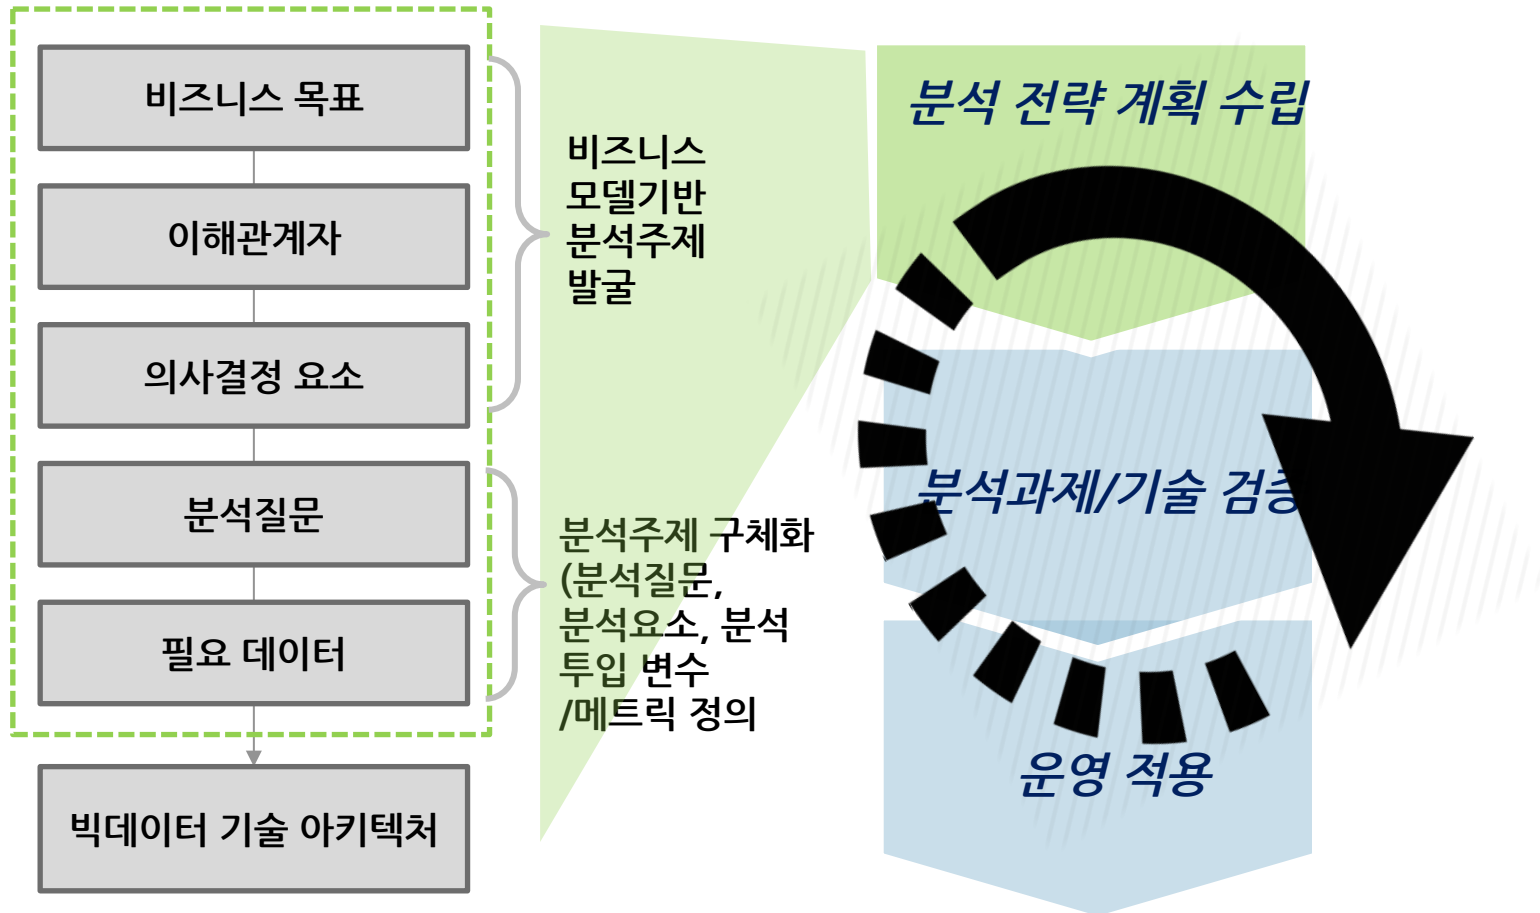 비즈니스 목표
이해관계자
의사결정 요소
분석질문
필요 데이터
빅데이터 기술 아키텍처
비즈니스
모델기반
분석주제
발굴
분석주제 구체화
(분석질문,
분석요소, 분석
투입 변수
/메트릭 정의
분석 전략 계획 수립
분석과제/기술 검증
운영 적용